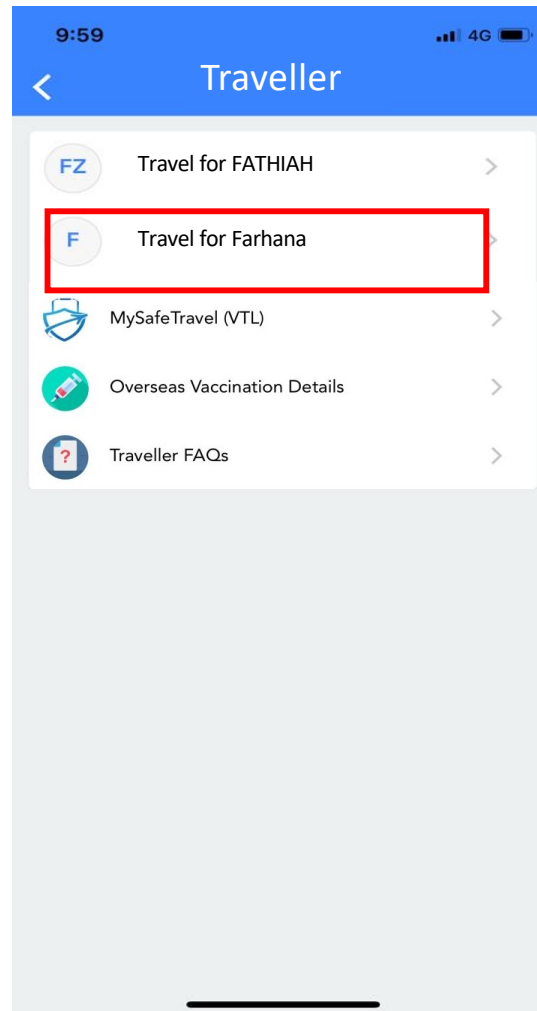 9:59
4G
Traveller
FZ
Travel for FATHIAH
F
Travel for Farhana
MySafeTravel (VTL)
Overseas Vaccination Details
?
Traveller FAQs